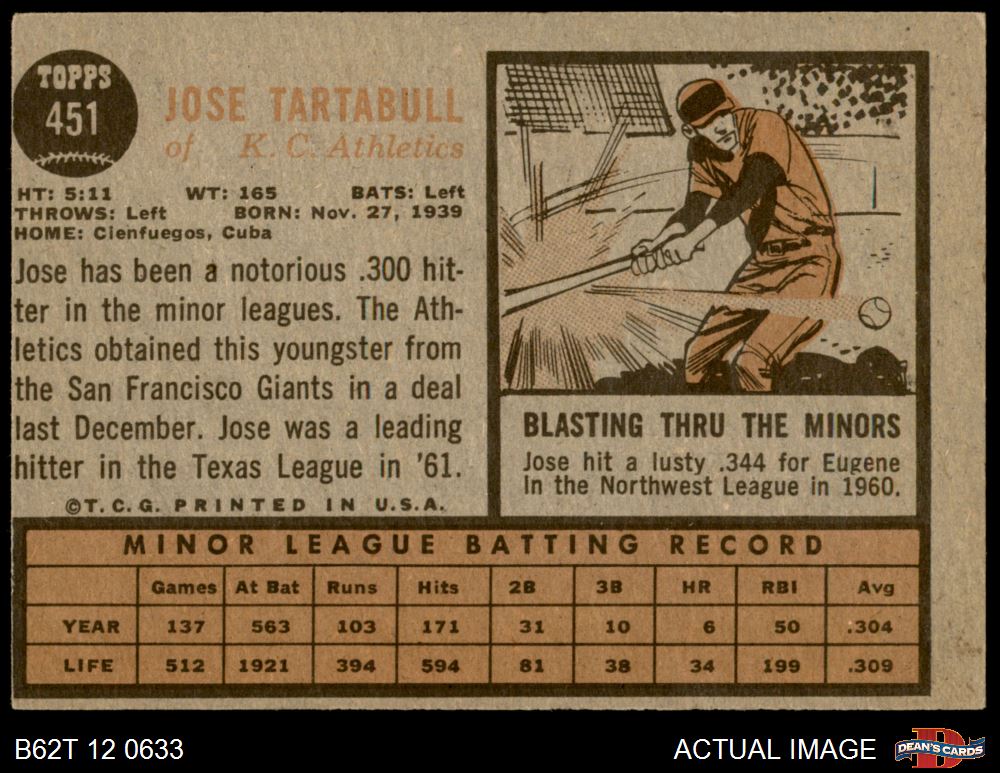 TOPPS
451
JOSE TARTABULL
of K. C. Athletics
HT: 5:11 WT: 165 BATS: Left
THROWS: Left BORN: Nov. 27, 1939
HOME: Cienfuegos, Cuba
Jose has been a notorious .300 hit-
ter in the minor leagues. The Ath-
letics obtained this youngster from
the San Francisco Giants in a deal
last December. Jose was a leading
hitter in the Texas League in '61.
©T. C. G. PRINTED IN U.S.A.
BLASTING THRU THE MINORS
Jose hit a lusty .344 for Eugene
in the Northwest League in 1960.
MINOR LEAGUE BATTING RECORD
Games At Bat Runs Hits 2B 3B HR RBI Avg
YEAR 137 563 103 171 31 10 6 50 .304
LIFE 512 1921 394 594 81 38 34 199 .309
B62T 12 0633 ACTUAL IMAGE
D
DEAN'S CARDS